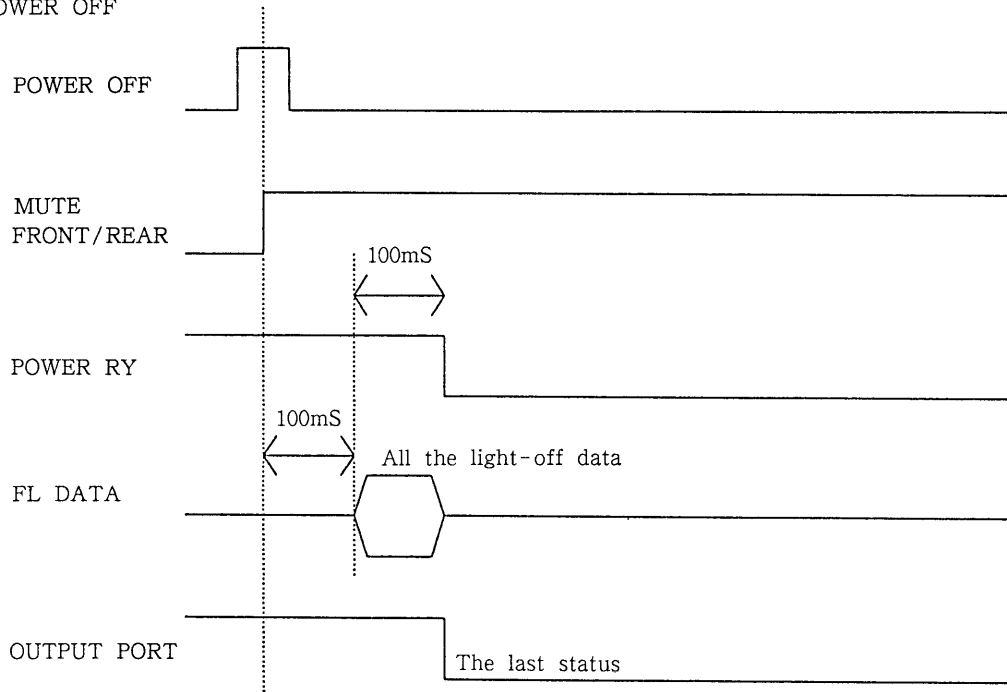 POWER OFF
POWER OFF
MUTE
FRONT/REAR
100mS
POWER RY
100mS
All the light-off data
FL DATA
OUTPUT PORT
The last status